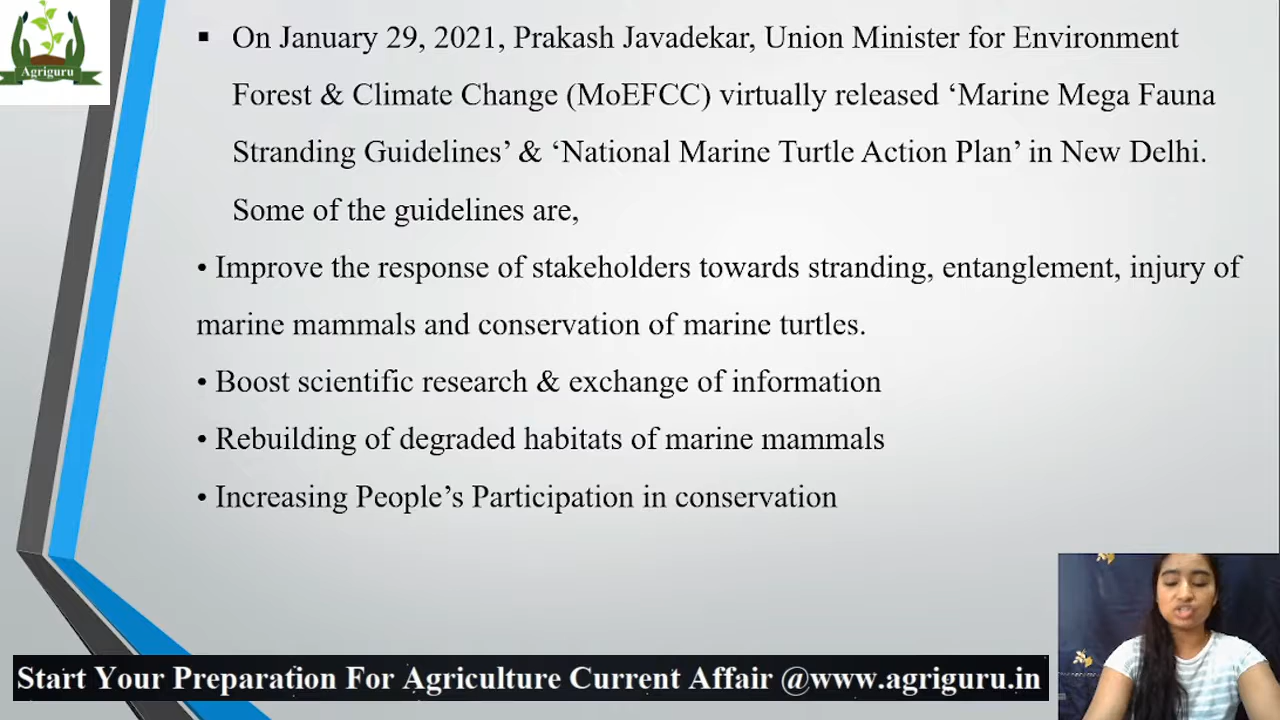 Agriguru
▪ On January 29, 2021, Prakash Javadekar, Union Minister for Environment
Forest & Climate Change (MoEFCC) virtually released ‘Marine Mega Fauna
Stranding Guidelines’ & ‘National Marine Turtle Action Plan’ in New Delhi.
Some of the guidelines are,
• Improve the response of stakeholders towards stranding, entanglement, injury of
marine mammals and conservation of marine turtles.
• Boost scientific research & exchange of information
• Rebuilding of degraded habitats of marine mammals
• Increasing People’s Participation in conservation
Start Your Preparation For Agriculture Current Affair @www.agriguru.in